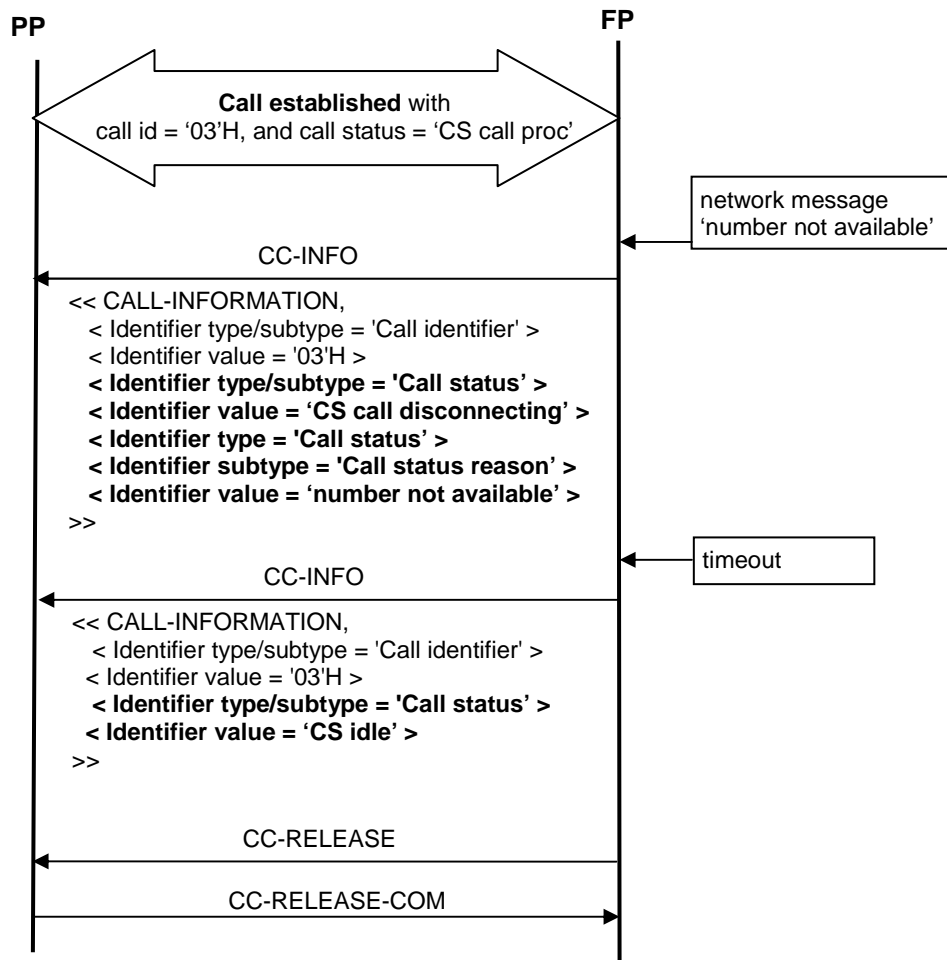 PP
FP
Call established with
call id = ‘03’H, and call status = ‘CS call proc’
network message
‘number not available’
CC-INFO
<< CALL-INFORMATION,
< Identifier type/subtype = 'Call identifier' >
< Identifier value = '03'H >
< Identifier type/subtype = 'Call status’ >
< Identifier value = ‘CS call disconnecting’ >
< Identifier type = 'Call status’ >
< Identifier subtype = 'Call status reason’ >
< Identifier value = ‘number not available’ >
>>
timeout
CC-INFO
<< CALL-INFORMATION,
< Identifier type/subtype = 'Call identifier' >
< Identifier value = '03'H >
< Identifier type/subtype = 'Call status’ >
< Identifier value = ‘CS idle’ >
>>
CC-RELEASE
CC-RELEASE-COM